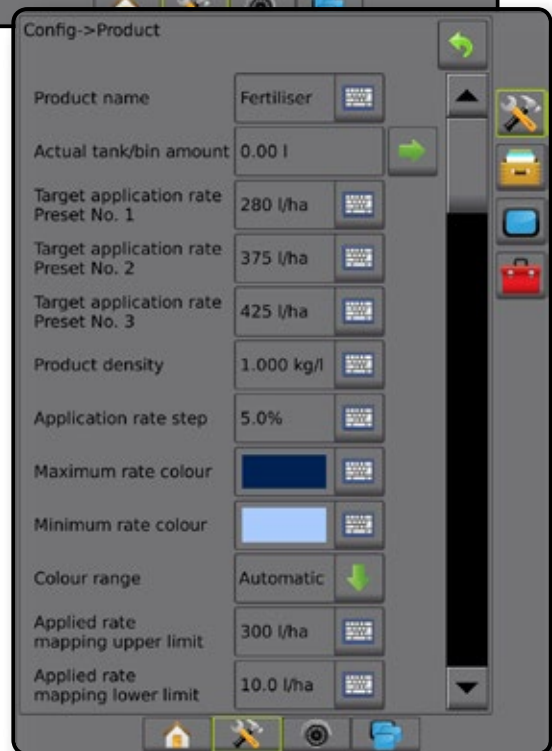 Config->Product
Product name
Fertiliser
Actual tank/bin amount
0.00 l
Target application rate
Preset No. 1
280 l/ha
Target application rate
Preset No. 2
375 l/ha
Target application rate
Preset No. 3
425 l/ha
Product density
1.000 kg/l
Application rate step
5.0%
Maximum rate colour
Minimum rate colour
Colour range
Automatic
Applied rate
mapping upper limit
300 l/ha
Applied rate
mapping lower limit
10.0 l/ha